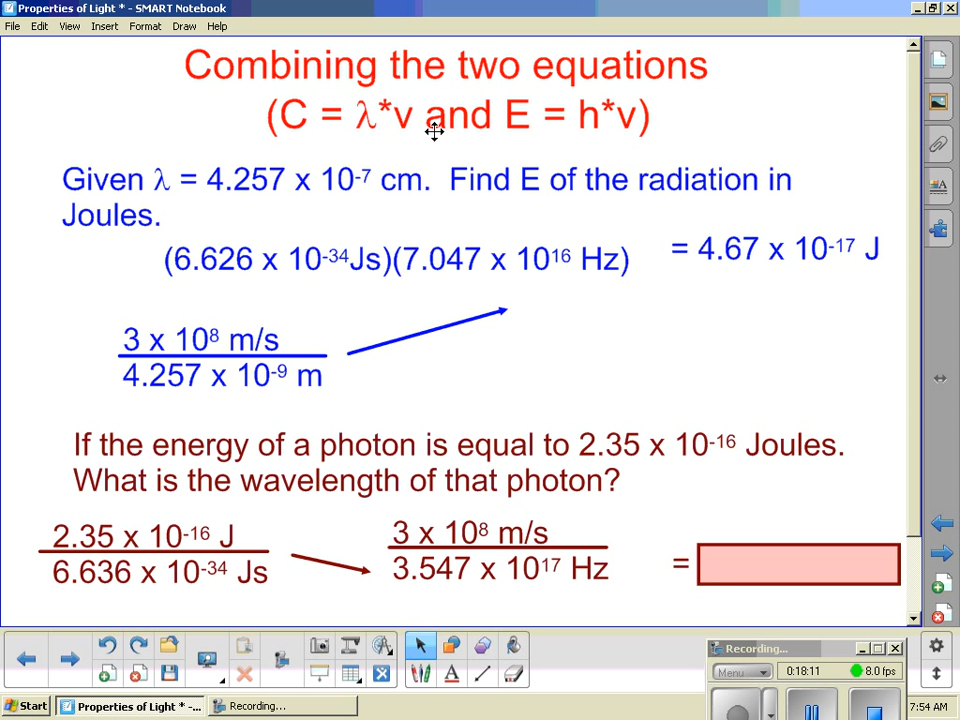 Properties of Light * - SMART Notebook
File Edit View Insert Format Draw Help
Combining the two equations
(C = λ*v and E = h*v)
Given λ = 4.257 x 10⁻⁷ cm. Find E of the radiation in
Joules.
(6.626 x 10⁻³⁴Js)(7.047 x 10¹⁶ Hz) = 4.67 x 10⁻¹⁷ J
3 x 10⁸ m/s
4.257 x 10⁻⁹ m
If the energy of a photon is equal to 2.35 x 10⁻¹⁶ Joules.
What is the wavelength of that photon?
2.35 x 10⁻¹⁶ J
6.636 x 10⁻³⁴ Js
3 x 10⁸ m/s
3.547 x 10¹⁷ Hz
=
Recording...
Menu 0:18:11 8.0 fps
Start Properties of Light * -... Recording... 7:54 AM